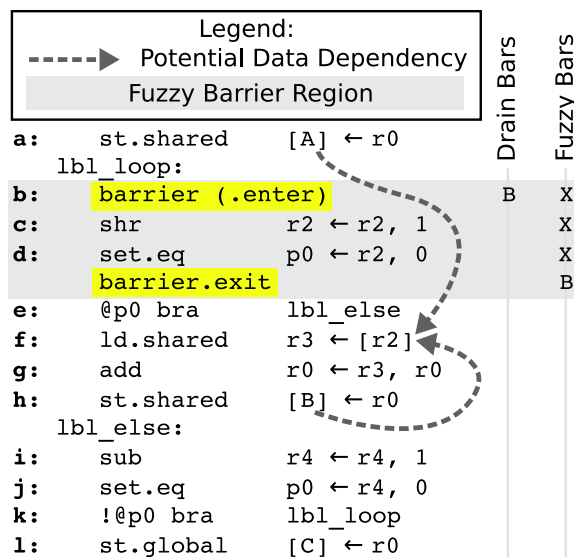 Legend:
Potential Data Dependency
Fuzzy Barrier Region
Drain Bars
Fuzzy Bars
a: st.shared [A] ← r0
lbl_loop:
b: barrier (.enter) B X
c: shr r2 ← r2, 1 X
d: set.eq p0 ← r2, 0 X
barrier.exit B
e: @p0 bra lbl_else
f: ld.shared r3 ← [r2]
g: add r0 ← r3, r0
h: st.shared [B] ← r0
lbl_else:
i: sub r4 ← r4, 1
j: set.eq p0 ← r4, 0
k: !@p0 bra lbl_loop
l: st.global [C] ← r0